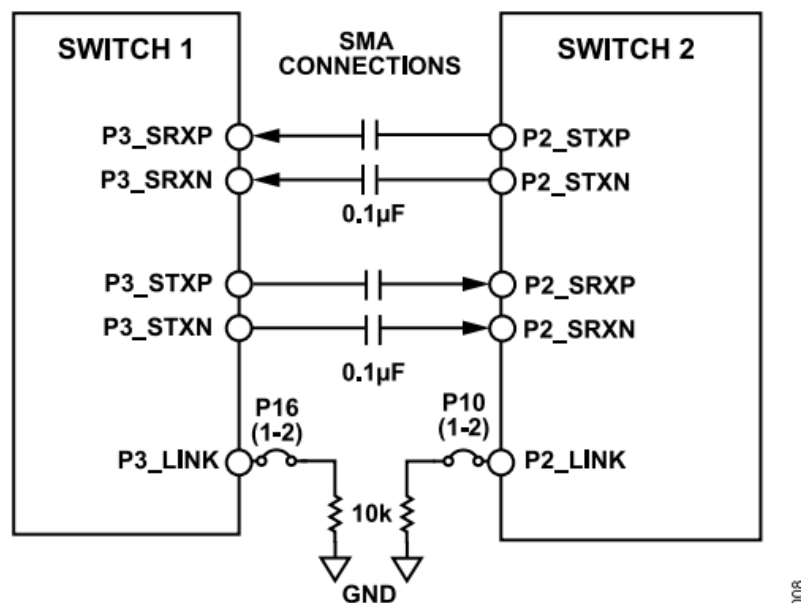 SWITCH 1
SMA
CONNECTIONS
SWITCH 2
P3_SRXP
P2_STXP
P3_SRXN
P2_STXN
0.1µF
P3_STXP
P2_SRXP
P3_STXN
P2_SRXN
0.1µF
P16
(1-2)
P10
(1-2)
P3_LINK
P2_LINK
10k
GND
008